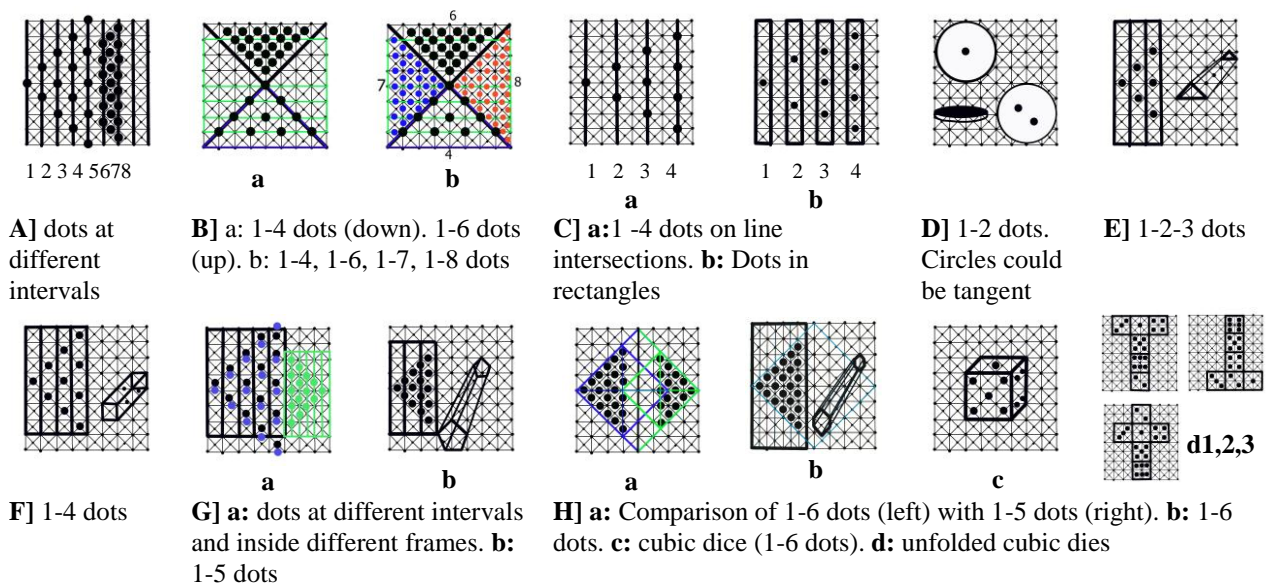 6
7
8
4
1 2 3 4 5678
a
b
1 2 3 4
a
1 2 3 4
b
A] dots at
different
intervals
B] a: 1-4 dots (down). 1-6 dots
(up). b: 1-4, 1-6, 1-7, 1-8 dots
C] a:1 -4 dots on line
intersections. b: Dots in
rectangles
D] 1-2 dots.
Circles could
be tangent
E] 1-2-3 dots
a
b
a
b
c
d1,2,3
F] 1-4 dots
G] a: dots at different intervals
and inside different frames. b:
1-5 dots
H] a: Comparison of 1-6 dots (left) with 1-5 dots (right). b: 1-6
dots. c: cubic dice (1-6 dots). d: unfolded cubic dies